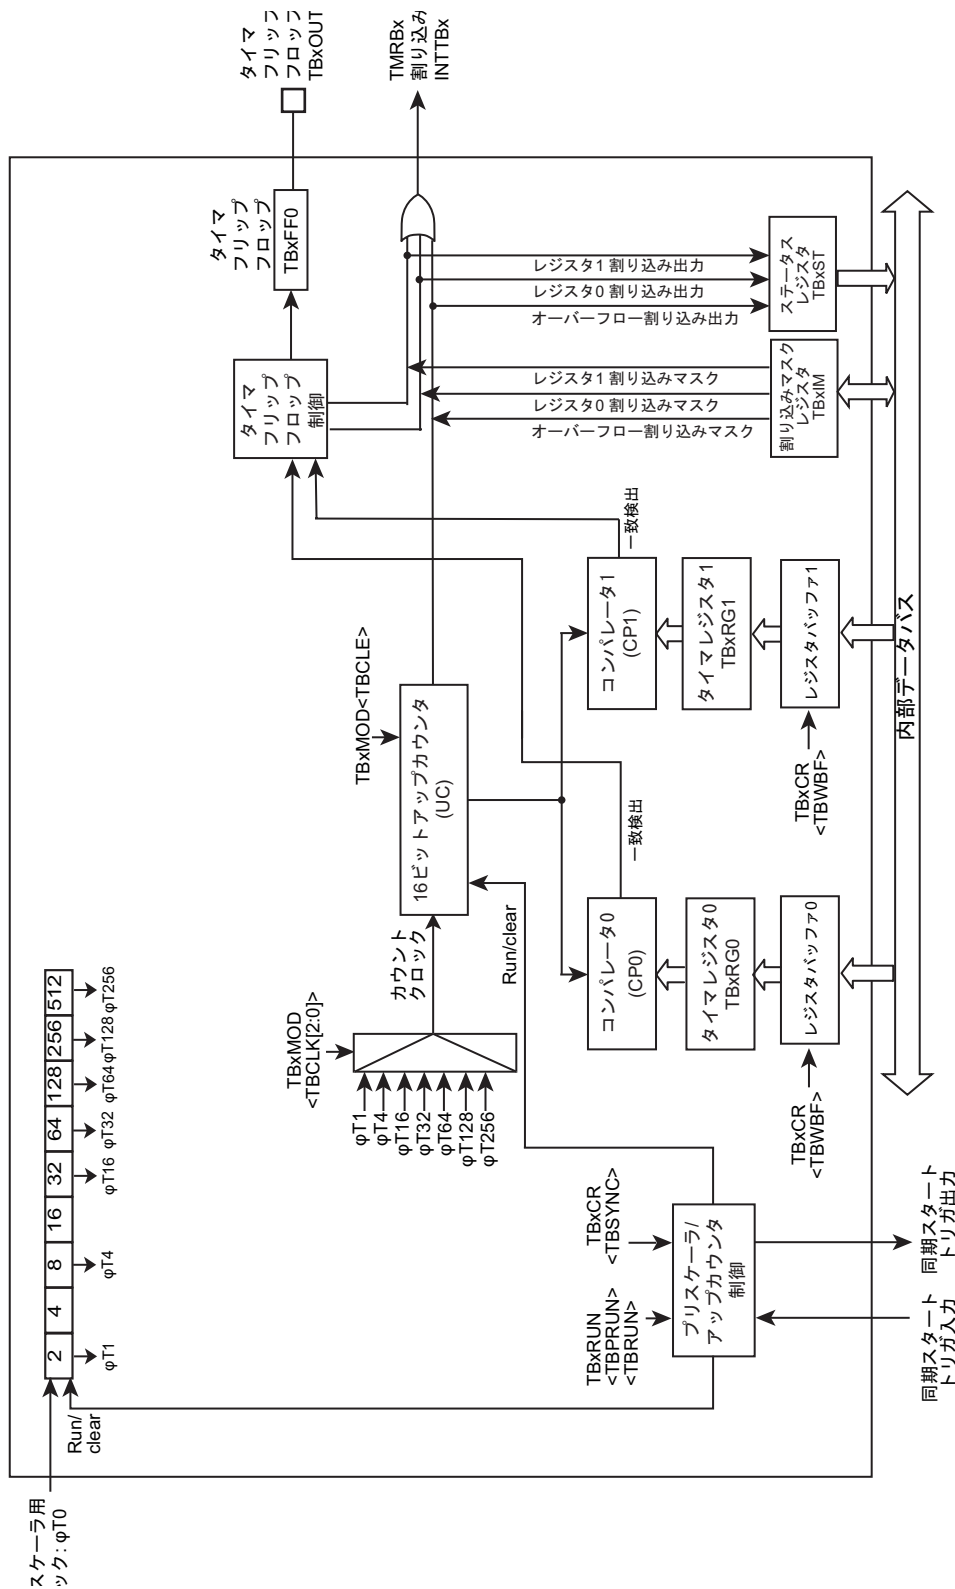 スケーラ用
ック: φT0
Run/
clear
2
4
8
16
32
64
128
256
512
φT1
φT4
φT16
φT32
φT64
φT128
φT256
TBxMOD
<TBCLK[2:0]>
φT1
φT4
φT16
φT32
φT64
φT128
φT256
カウント
クロック
TBxMOD<TBCLE>
16ビットアップカウンタ
(UC)
Run/clear
タイマ
フリップ
フロップ
制御
タイマ
フリップ
フロップ
TBxFF0
タイマ
フリップ
フロップ
TBxOUT
TMRBx
割り込み
INTTBx
レジスタ1 割り込み出力
レジスタ0 割り込み出力
オーバーフロー割り込み出力
レジスタ1 割り込みマスク
レジスタ0 割り込みマスク
オーバーフロー割り込みマスク
ステータス
レジスタ
TBxST
割り込みマスク
レジスタ
TBxIM
一致検出
一致検出
コンパレータ0
(CP0)
コンパレータ1
(CP1)
タイマレジスタ0
TBxRG0
タイマレジスタ1
TBxRG1
レジスタバッファ0
レジスタバッファ1
TBxCR
<TBWBF>
TBxCR
<TBWBF>
内部データバス
TBxRUN
<TBPRUN>
<TBRUN>
TBxCR
<TBSYNC>
プリスケーラ/
アップカウンタ
制御
同期スタート
トリガ入力
同期スタート
トリガ出力